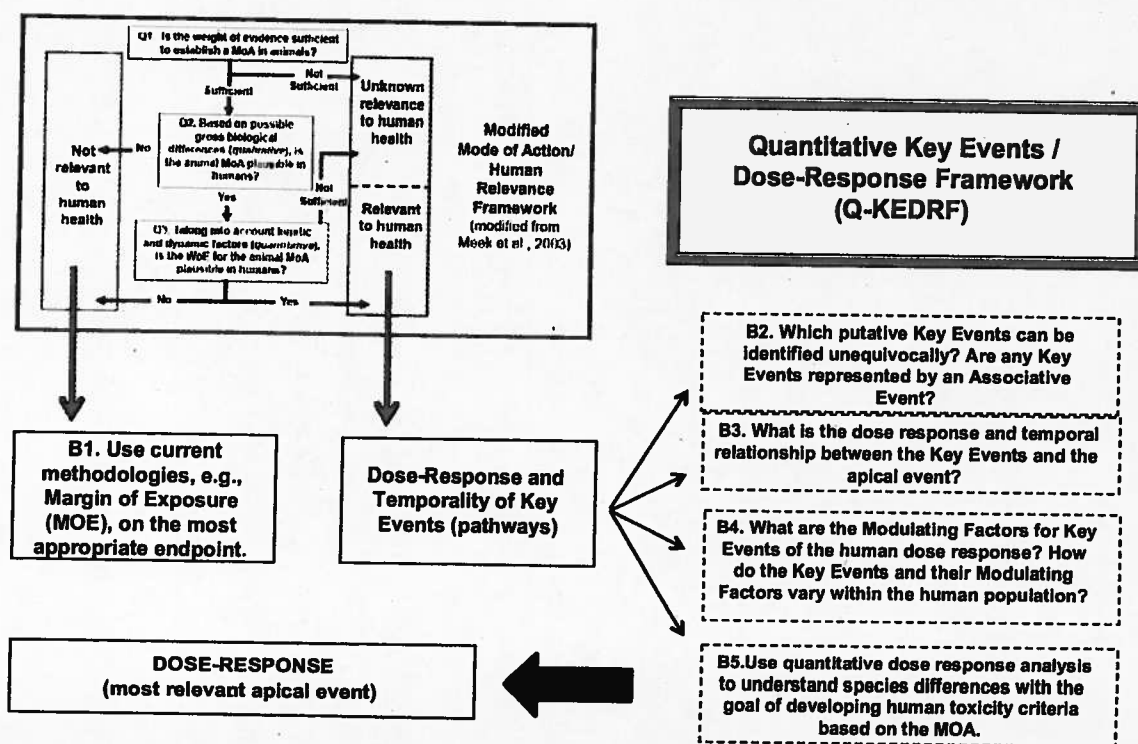 Q1. Is the weight of evidence sufficient
to establish a MoA in animals?
Not
Sufficient
Sufficient
Unknown
relevance
to human
health
Q2. Based on possible
gross biological
differences (qualitative), is
the animal MoA plausible in
humans?
No
Not
relevant
to
human
health
Not
Sufficient
Modified
Mode of Action/
Human
Relevance
Framework
(modified from
Meek et al., 2003)
Yes
Relevant
to human
health
Q3. Taking into account kinetic
and dynamic factors (quantitative),
is the WoE for the animal MoA
plausible in humans?
No
Yes
Quantitative Key Events /
Dose-Response Framework
(Q-KEDRF)
B1. Use current
methodologies, e.g.,
Margin of Exposure
(MOE), on the most
appropriate endpoint.
Dose-Response and
Temporality of Key
Events (pathways)
B2. Which putative Key Events can be
identified unequivocally? Are any Key
Events represented by an Associative
Event?
B3. What is the dose response and temporal
relationship between the Key Events and the
apical event?
B4. What are the Modulating Factors for Key
Events of the human dose response? How
do the Key Events and their Modulating
Factors vary within the human population?
B5.Use quantitative dose response analysis
to understand species differences with the
goal of developing human toxicity criteria
based on the MOA.
DOSE-RESPONSE
(most relevant apical event)